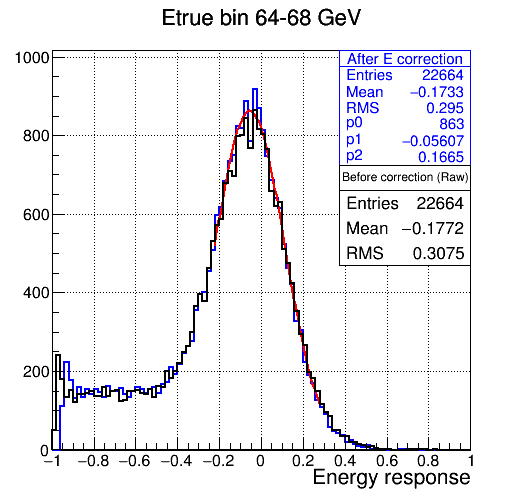 Etrue bin 64-68 GeV
After E correction
Entries 22664
Mean −0.1733
RMS 0.295
p0 863
p1 −0.05607
p2 0.1665
Before correction (Raw)
Entries 22664
Mean −0.1772
RMS 0.3075
1000
800
600
400
200
0
−1 −0.8 −0.6 −0.4 −0.2 0 0.2 0.4 0.6 0.8 1
Energy response